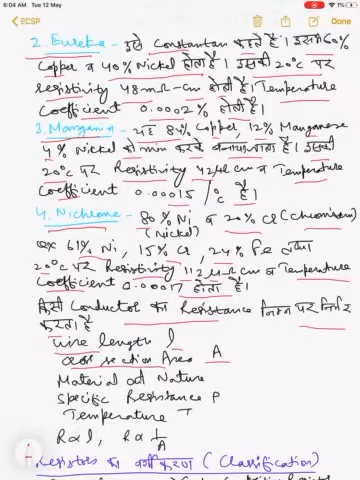 6:04 AM Tue 12 May
ECSP
Done
2. Eureka - इसे Constantan कहते हैं। इसमें 60%
Copper व 40% Nickel होता है। इसकी 20°C पर
resistivity 48 mΩ-cm होती है। Temperature
Coefficient 0.0002% होती है।
3. Manganin - यह 84% Copper, 12% Manganese
4% Nickel को करके बनाया जाता है। इसकी
20°C पर Resistivity 42 μΩ cm व Temperature
Coefficient 0.00015 /°C है।
4. Nichrome - 80% Ni व 20% Cr (Chromium)
(Nickel)
61% Ni, 15% Cr, 24% Fe तथा
20°C पर Resistivity 112 μΩ cm व Temperature
Coefficient 0.00017 होता है।
किसी Conductor का Resistance निम्न पर निर्भर
करता है
Wire length l
Cross section Area A
Material of Nature
Specific Resistance ρ
Temperature T
R ∝ l, R ∝ 1/A
Resistors का वर्गीकरण (Classification)